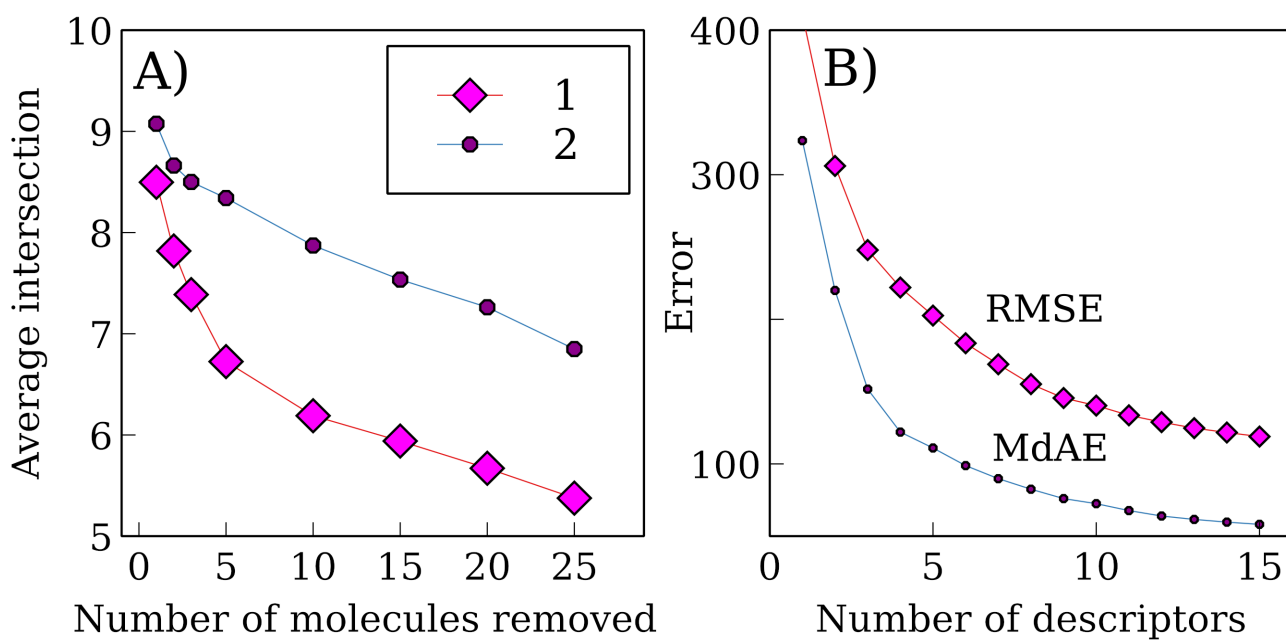 A)
Average intersection
10
9
8
7
6
5
0 5 10 15 20 25
Number of molecules removed
1
2
B)
Error
400
300
100
RMSE
MdAE
0 5 10 15
Number of descriptors